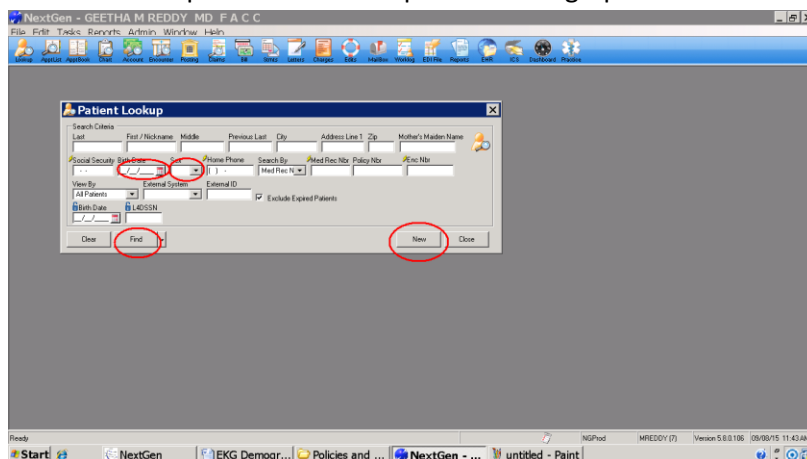 NextGen - GEETHA M REDDY MD F A C C
File Edit Tasks Reports Admin Window Help
Lookup ApptList ApptBook Chart Account Encounter Posting Claims Bill Stmts Letters Charges Edits MailBox Worklog EDI File Reports EHR ICS Dashboard Practice
Patient Lookup
Search Criteria
Last First / Nickname Middle Previous Last City Address Line 1 Zip Mother's Maiden Name
Social Security Birth Date Sex Home Phone Search By Med Rec Nbr Policy Nbr Enc Nbr
- - _/_/____ ( ) - Med Rec N
View By External System External ID
All Patients Exclude Expired Patients
Birth Date L4DSSN
_/_/____
Clear Find New Close
Ready NGProd MREDDY (7) Version 5.8.0.106 09/08/15 11:43AM
Start NextGen EKG Demogr... Policies and ... NextGen - ... untitled - Paint